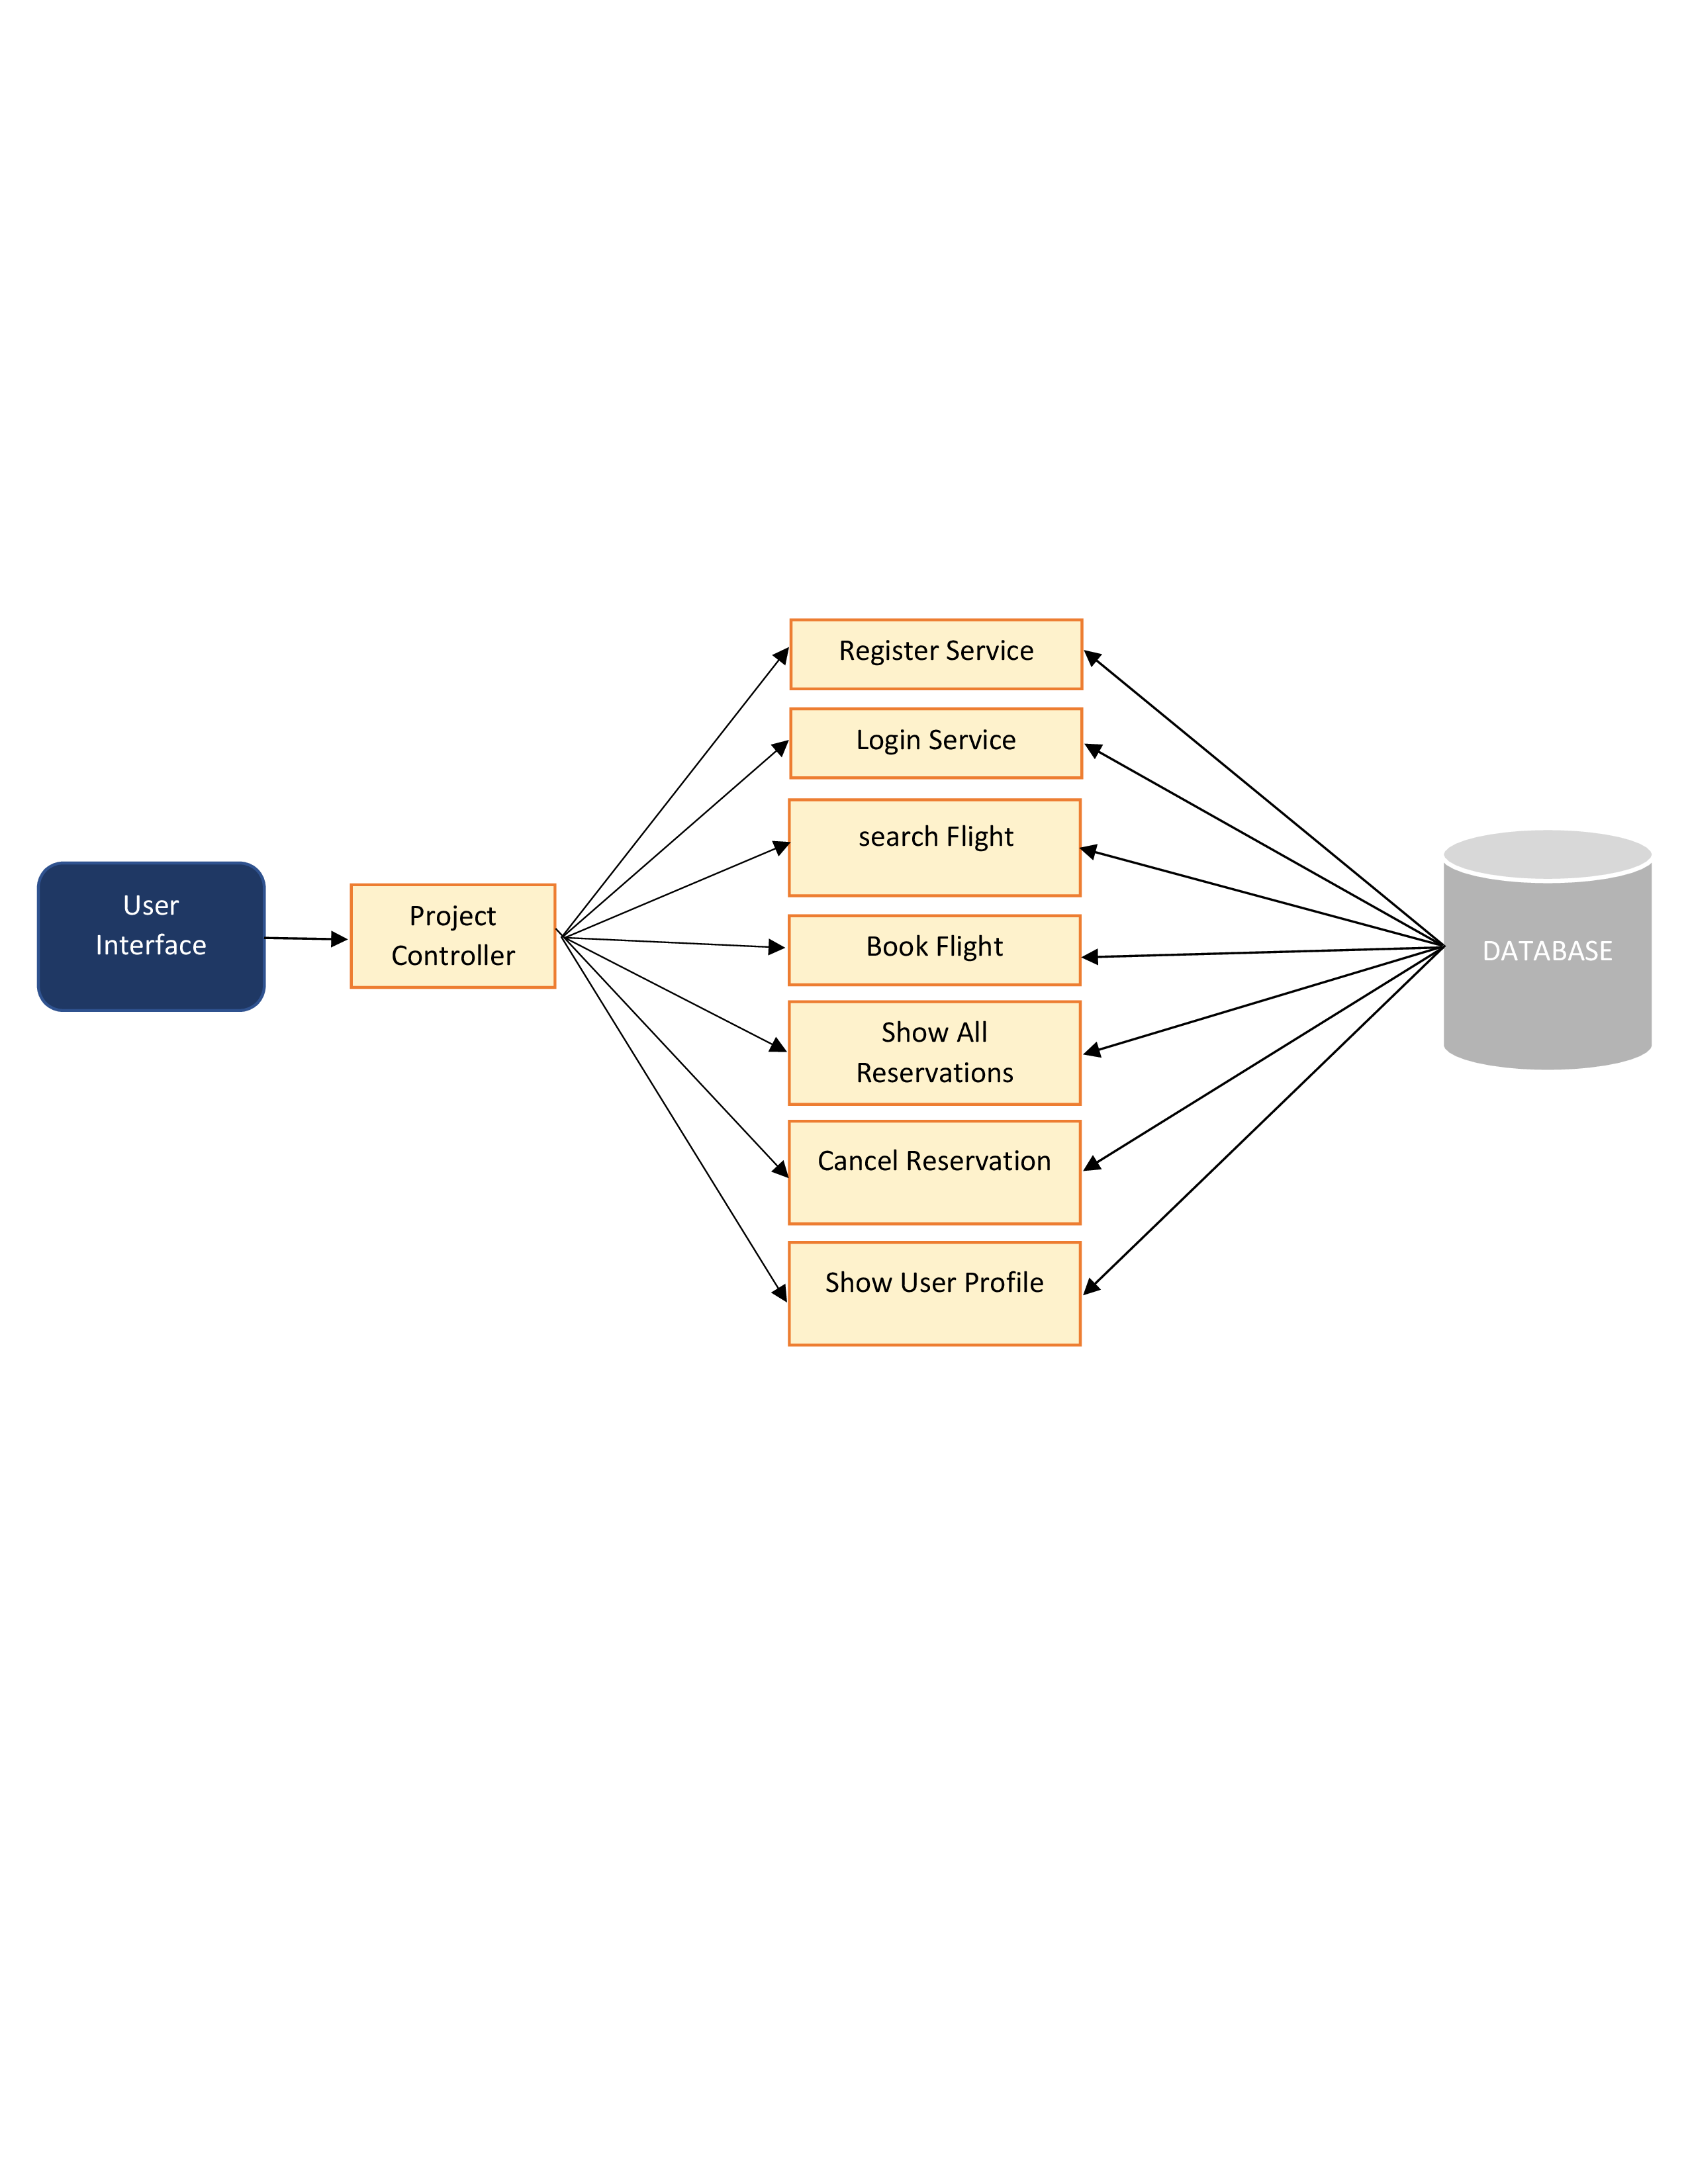 User
Interface
Project
Controller
Register Service
Login Service
search Flight
Book Flight
Show All
Reservations
Cancel Reservation
Show User Profile
DATABASE